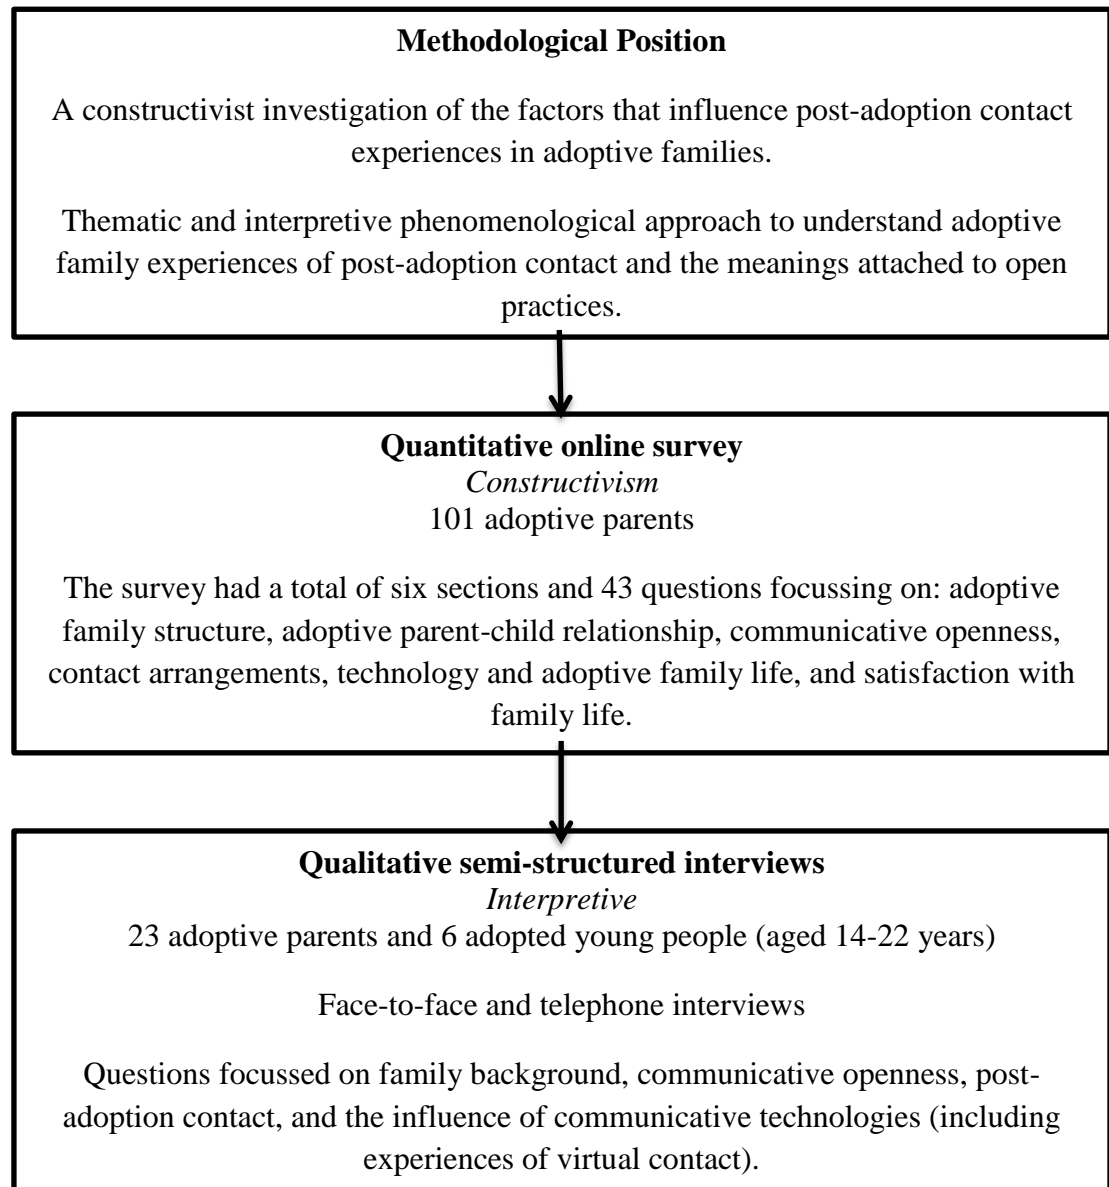 Methodological Position
A constructivist investigation of the factors that influence post-adoption contact
experiences in adoptive families.
Thematic and interpretive phenomenological approach to understand adoptive
family experiences of post-adoption contact and the meanings attached to open
practices.
Quantitative online survey
Constructivism
101 adoptive parents
The survey had a total of six sections and 43 questions focussing on: adoptive
family structure, adoptive parent-child relationship, communicative openness,
contact arrangements, technology and adoptive family life, and satisfaction with
family life.
Qualitative semi-structured interviews
Interpretive
23 adoptive parents and 6 adopted young people (aged 14-22 years)
Face-to-face and telephone interviews
Questions focussed on family background, communicative openness, post-
adoption contact, and the influence of communicative technologies (including
experiences of virtual contact).